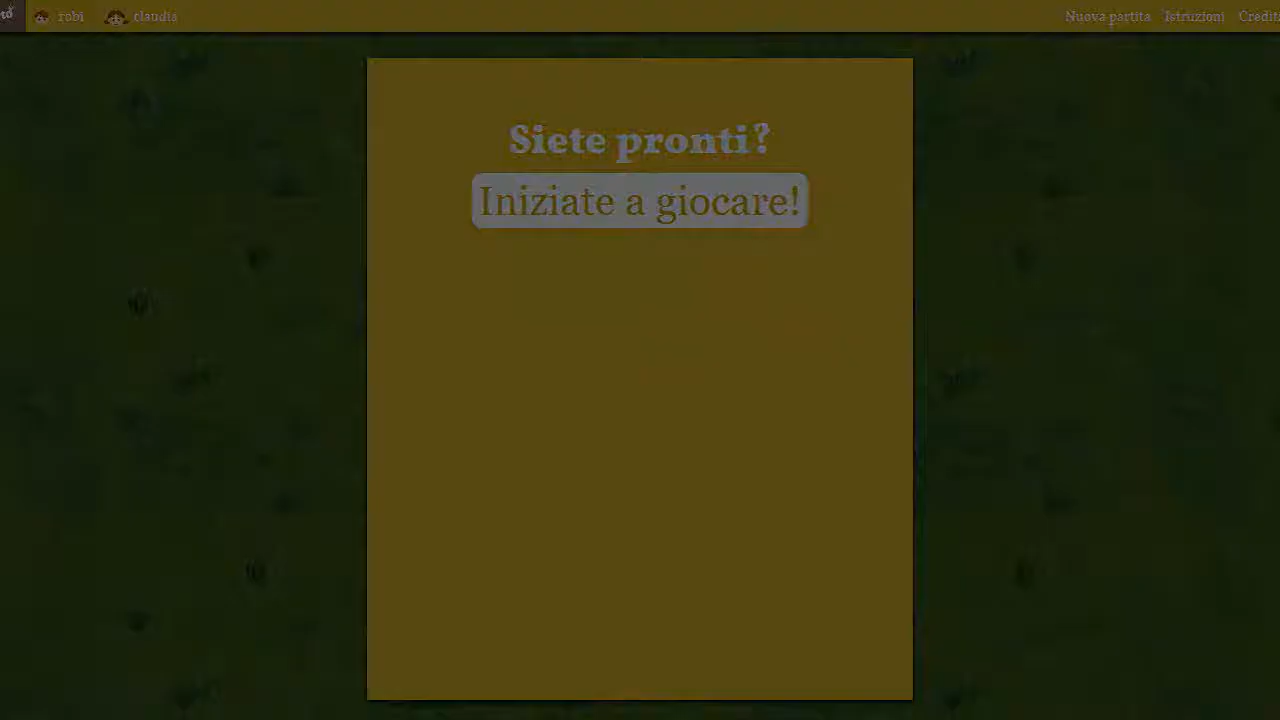 robi claudia Nuova partita Istruzioni
Siete pronti?
Iniziate a giocare!